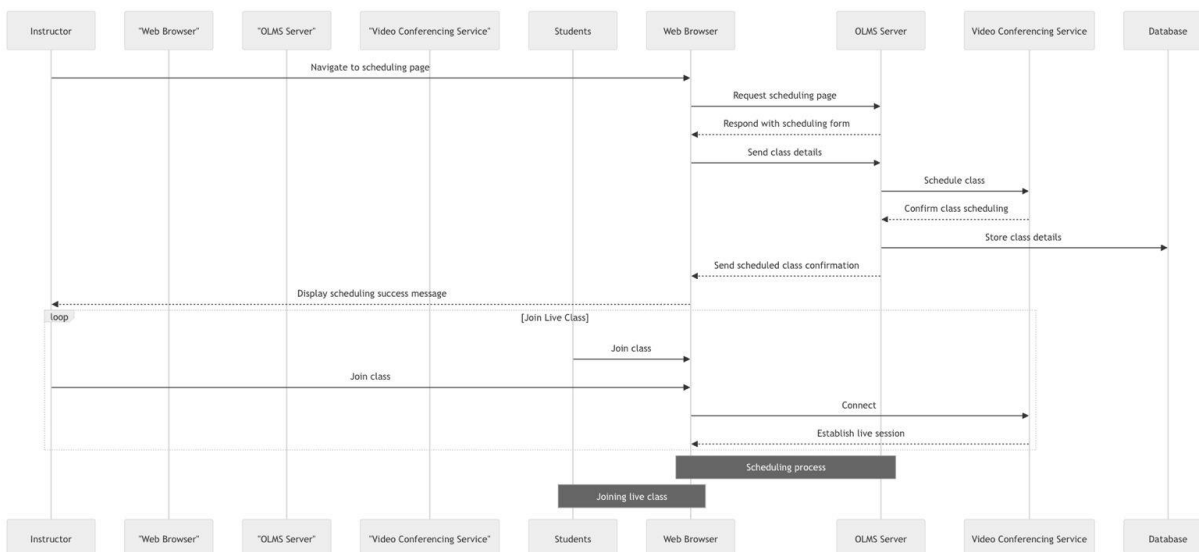 Instructor
"Web Browser"
"OLMS Server"
"Video Conferencing Service"
Students
Web Browser
OLMS Server
Video Conferencing Service
Database
Navigate to scheduling page
Request scheduling page
Respond with scheduling form
Send class details
Schedule class
Confirm class scheduling
Store class details
Send scheduled class confirmation
Display scheduling success message
loop
[Join Live Class]
Join class
Join class
Connect
Establish live session
Scheduling process
Joining live class
Instructor
"Web Browser"
"OLMS Server"
"Video Conferencing Service"
Students
Web Browser
OLMS Server
Video Conferencing Service
Database